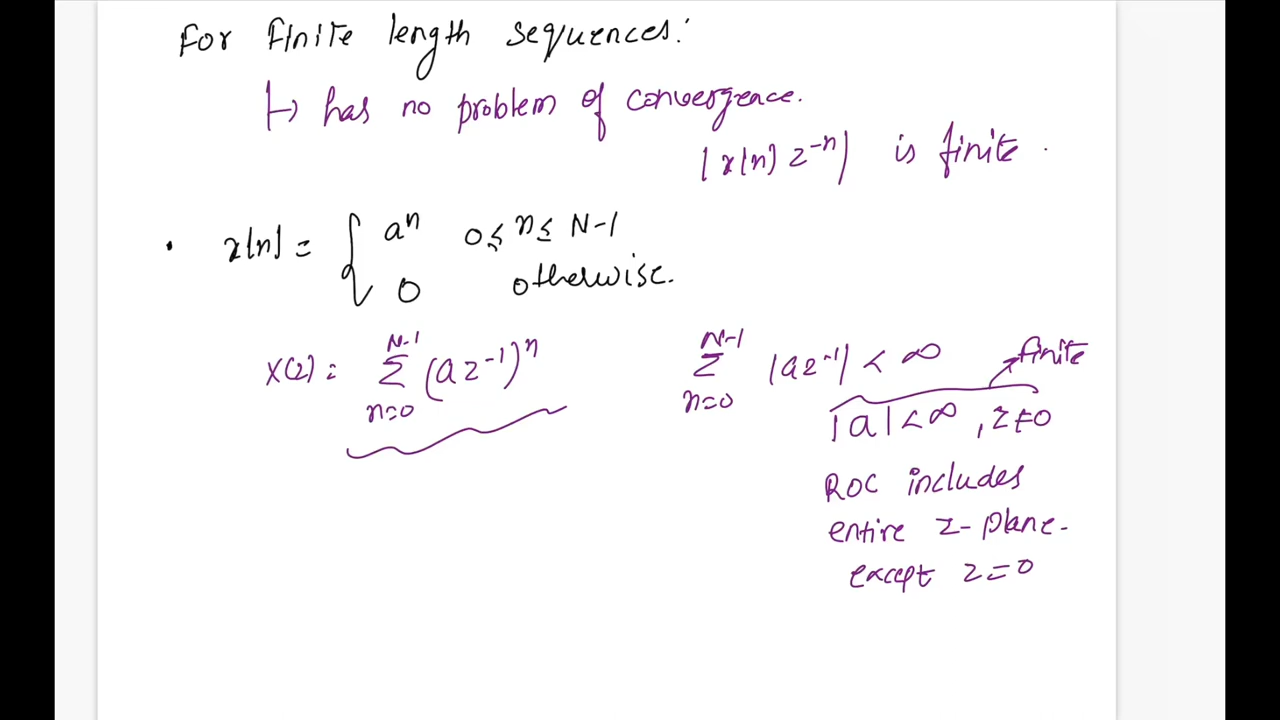 For finite length sequences:
↳ has no problem of convergence.
|x[n] z⁻ⁿ| is finite.
• x[n] = { aⁿ 0 ≤ n ≤ N-1
0 otherwise.
X(z) = Σ_{n=0}^{N-1} (a z⁻¹)ⁿ
Σ_{n=0}^{N-1} |a z⁻¹| < ∞
finite
|a| < ∞, z ≠ 0
ROC includes
entire z-plane.
except z = 0